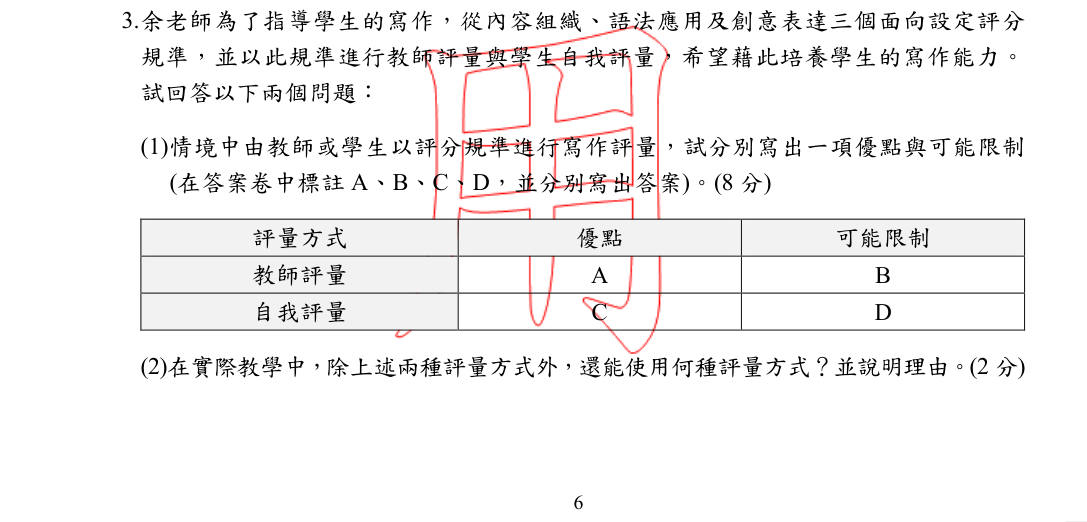 3.余老師為了指導學生的寫作，從內容組織、語法應用及創意表達三個面向設定評分
規準，並以此規準進行教師評量與學生自我評量，希望藉此培養學生的寫作能力。
試回答以下兩個問題：
(1)情境中由教師或學生以評分規準進行寫作評量，試分別寫出一項優點與可能限制
(在答案卷中標註 A、B、C、D，並分別寫出答案)。(8 分)
評量方式 優點 可能限制
教師評量 A B
自我評量 C D
(2)在實際教學中，除上述兩種評量方式外，還能使用何種評量方式？並說明理由。(2 分)
6